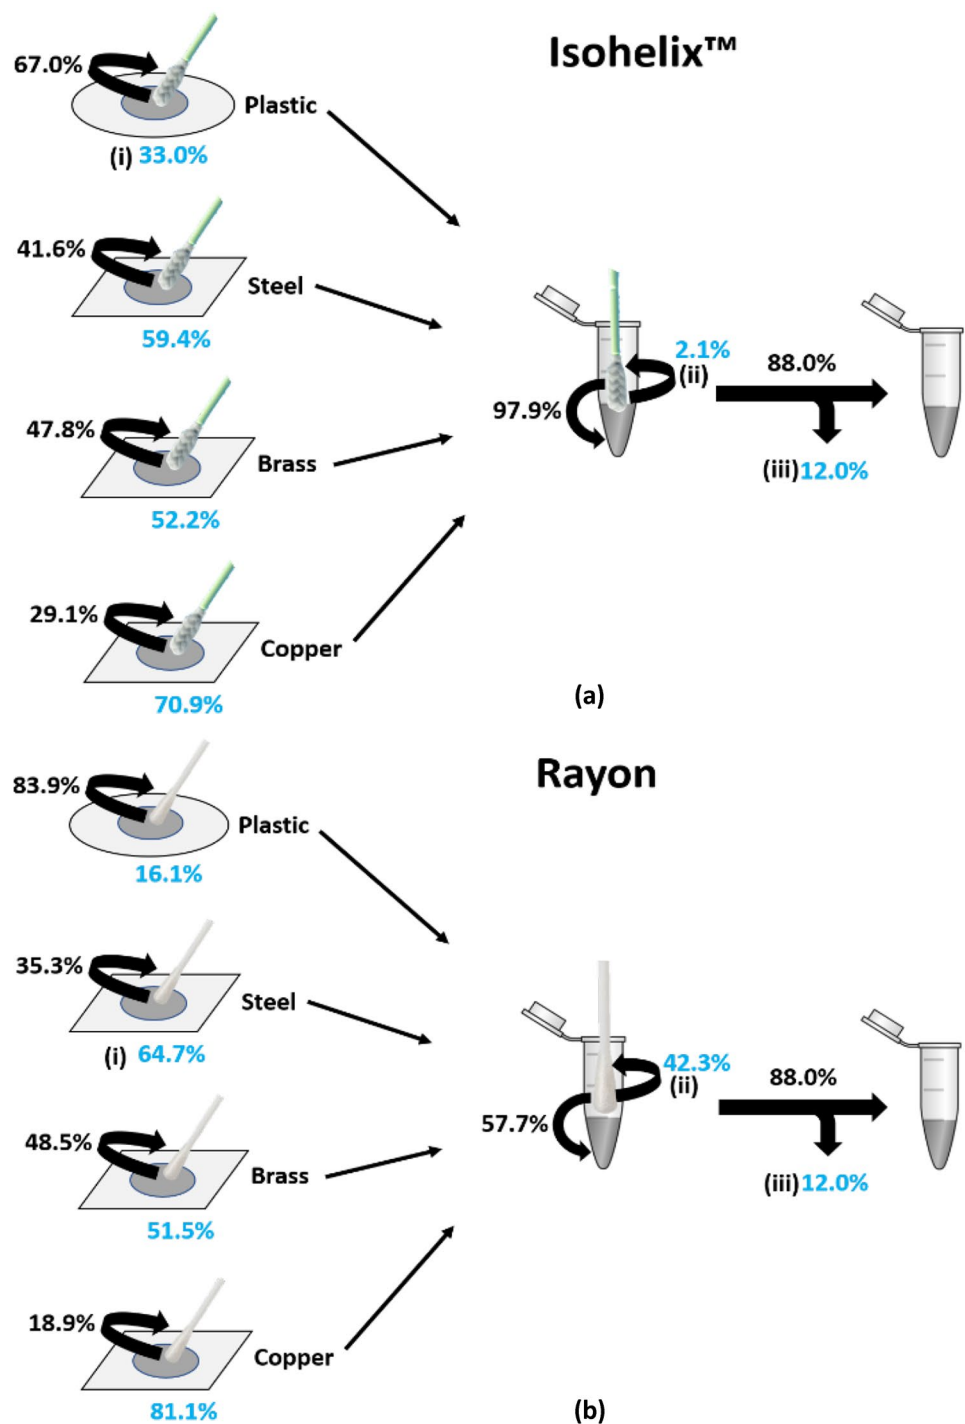 Isohelix™
67.0%
Plastic
(i) 33.0%
41.6%
Steel
59.4%
47.8%
Brass
52.2%
29.1%
Copper
70.9%
2.1%
(ii)
97.9%
88.0%
(iii) 12.0%
(a)
Rayon
83.9%
Plastic
16.1%
35.3%
Steel
(i) 64.7%
48.5%
Brass
51.5%
18.9%
Copper
81.1%
42.3%
(ii)
57.7%
88.0%
(iii) 12.0%
(b)